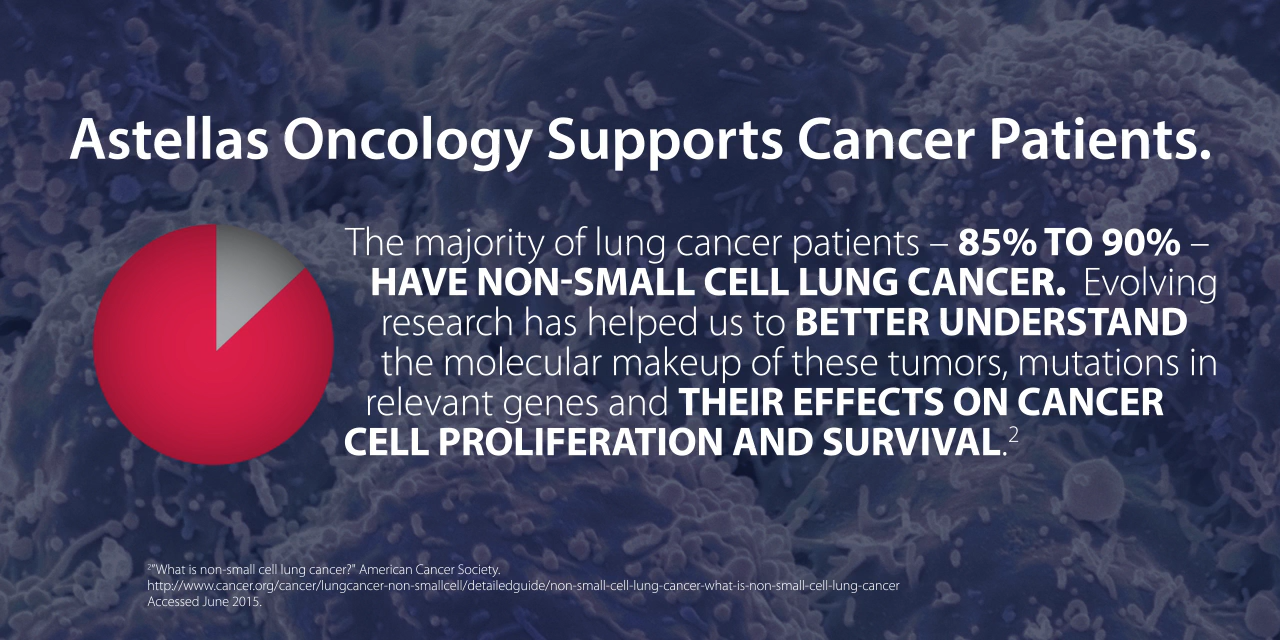 Astellas Oncology Supports Cancer Patients.
The majority of lung cancer patients – 85% TO 90% –
HAVE NON-SMALL CELL LUNG CANCER. Evolving
research has helped us to BETTER UNDERSTAND
the molecular makeup of these tumors, mutations in
relevant genes and THEIR EFFECTS ON CANCER
CELL PROLIFERATION AND SURVIVAL.²
²"What is non-small cell lung cancer?" American Cancer Society.
http://www.cancer.org/cancer/lungcancer-non-smallcell/detailedguide/non-small-cell-lung-cancer-what-is-non-small-cell-lung-cancer
Accessed June 2015.